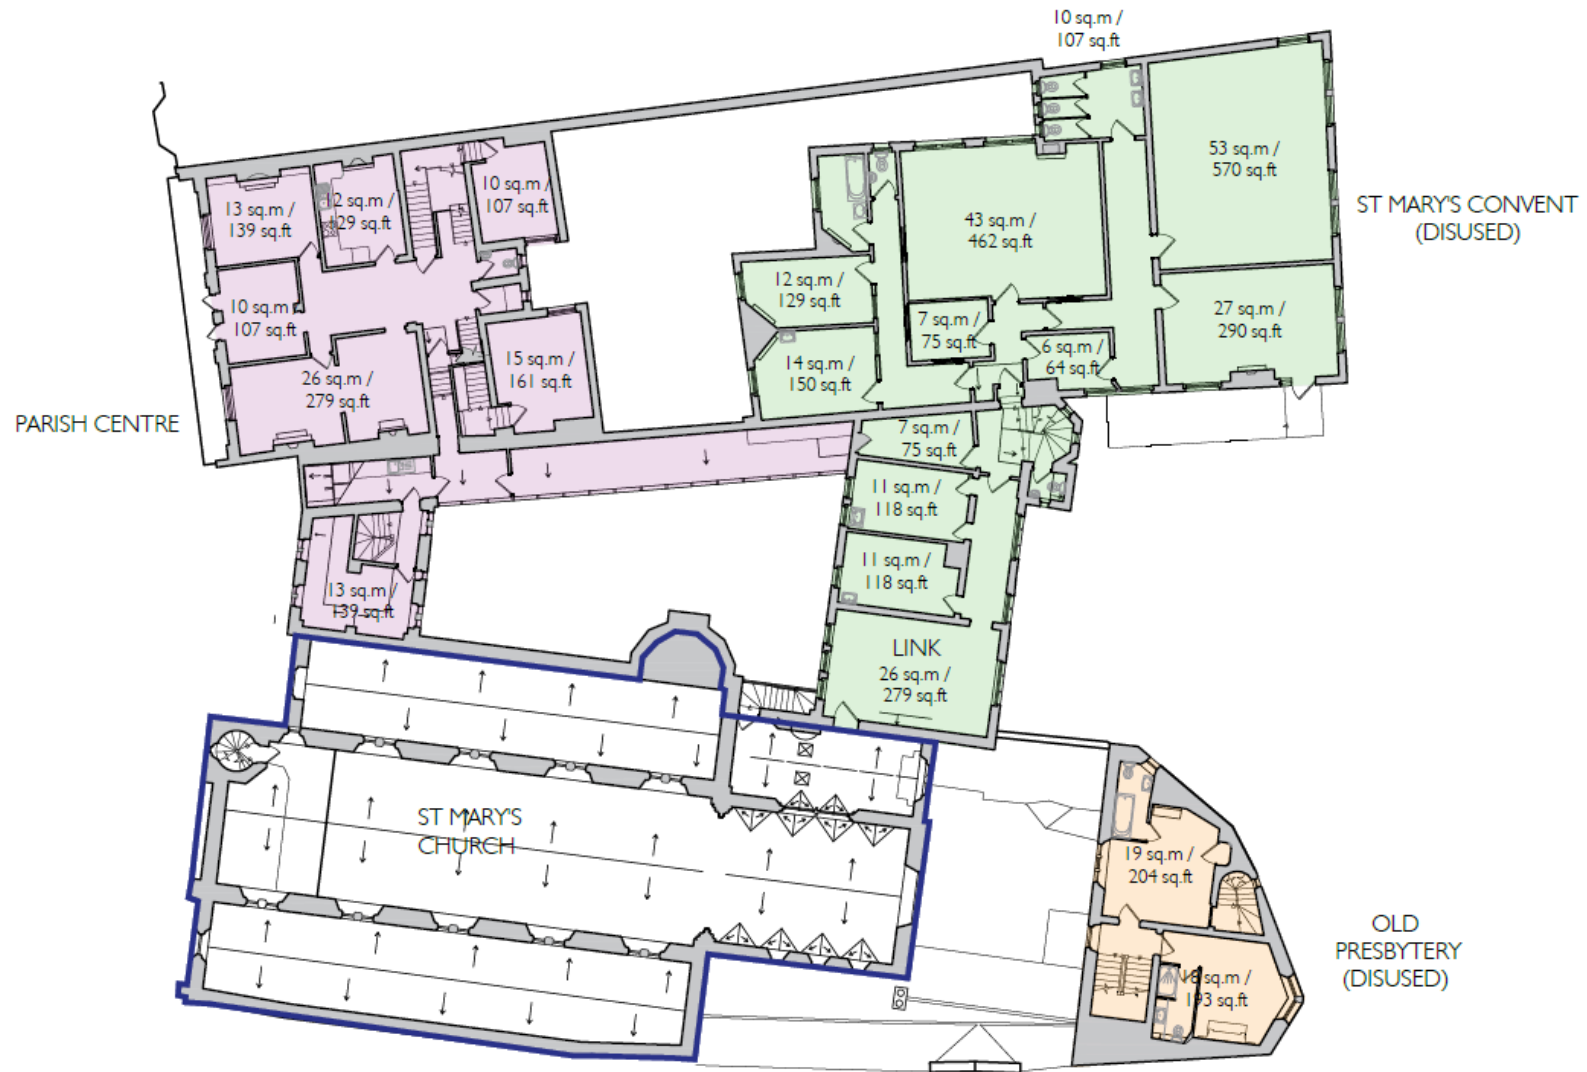 10 sq.m /
107 sq.ft
53 sq.m /
570 sq.ft
ST MARY'S CONVENT
(DISUSED)
43 sq.m /
462 sq.ft
10 sq.m /
107 sq.ft
12 sq.m /
129 sq.ft
13 sq.m /
139 sq.ft
12 sq.m /
129 sq.ft
10 sq.m /
107 sq.ft
7 sq.m /
75 sq.ft
27 sq.m /
290 sq.ft
6 sq.m /
64 sq.ft
14 sq.m /
150 sq.ft
15 sq.m /
161 sq.ft
26 sq.m /
279 sq.ft
PARISH CENTRE
7 sq.m /
75 sq.ft
11 sq.m /
118 sq.ft
11 sq.m /
118 sq.ft
13 sq.m /
139 sq.ft
LINK
26 sq.m /
279 sq.ft
ST MARY'S
CHURCH
19 sq.m /
204 sq.ft
OLD
PRESBYTERY
(DISUSED)
18 sq.m /
193 sq.ft